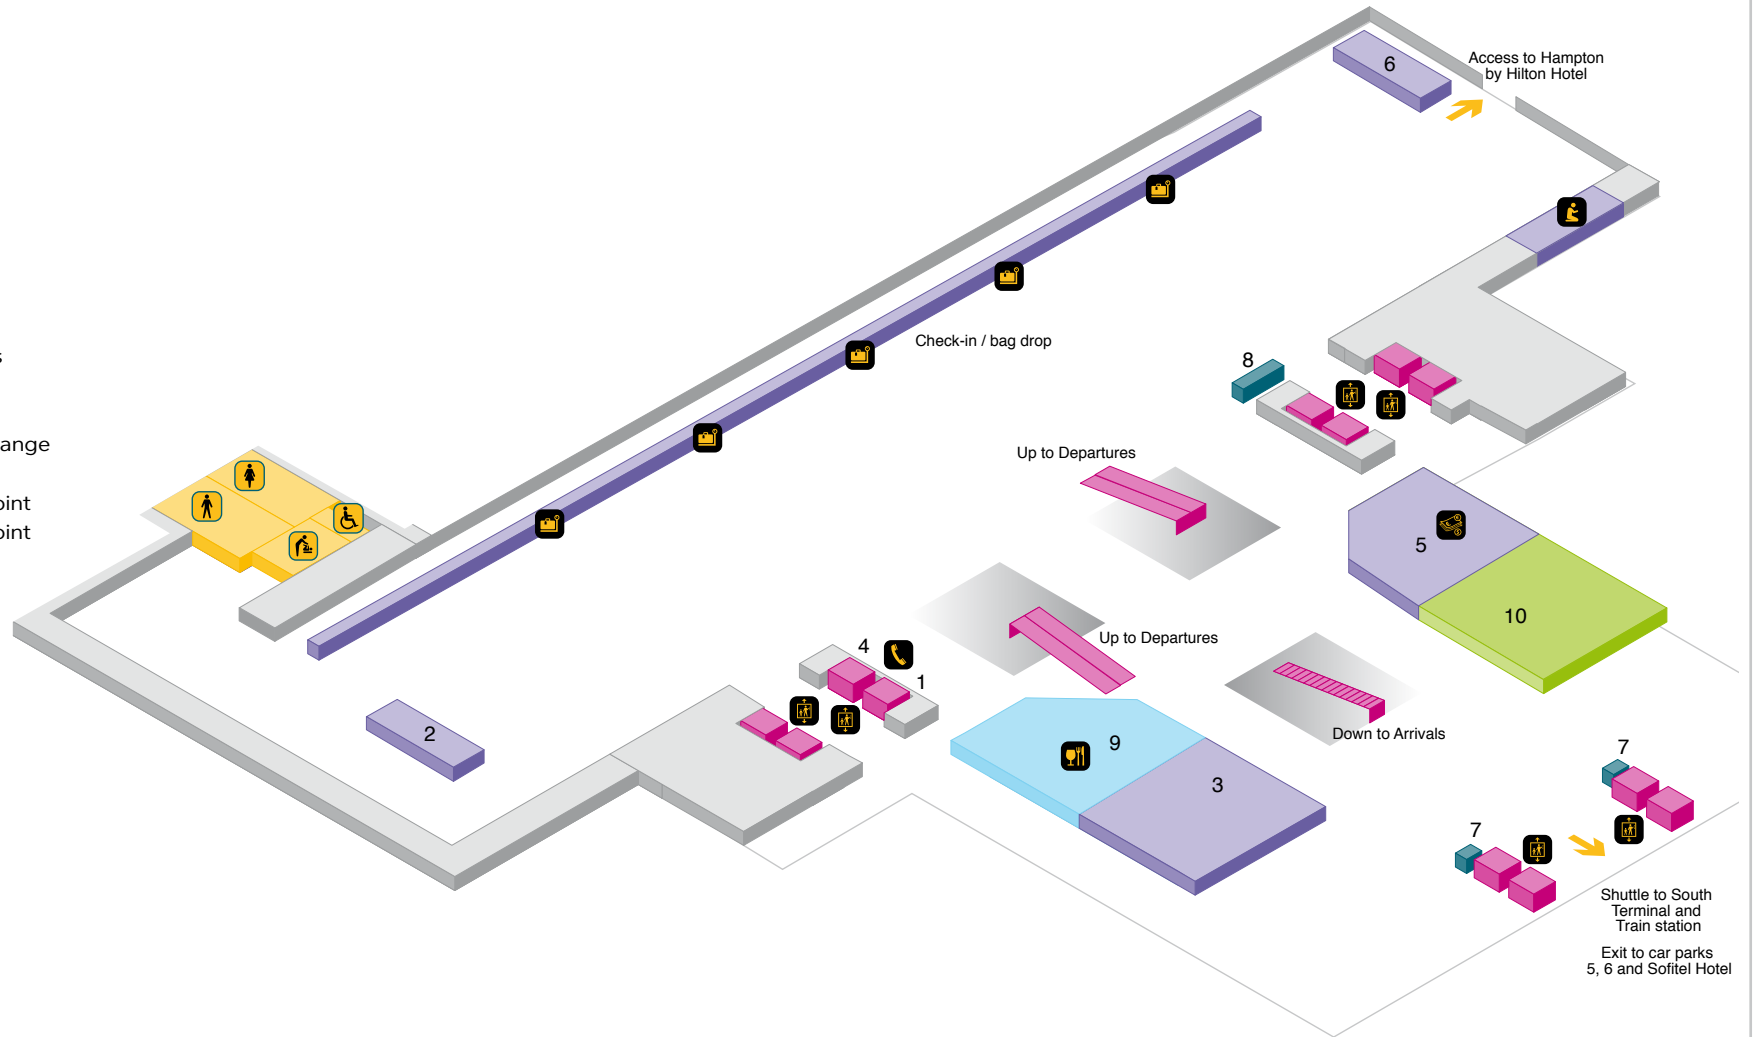 6
Access to Hampton
by Hilton Hotel
Check-in / bag drop
s
8
ange
Up to Departures
oint
oint
5
10
Up to Departures
4
1
2
9
Down to Arrivals
3
7
7
Shuttle to South
Terminal and
Train station
Exit to car parks
5, 6 and Sofitel Hotel